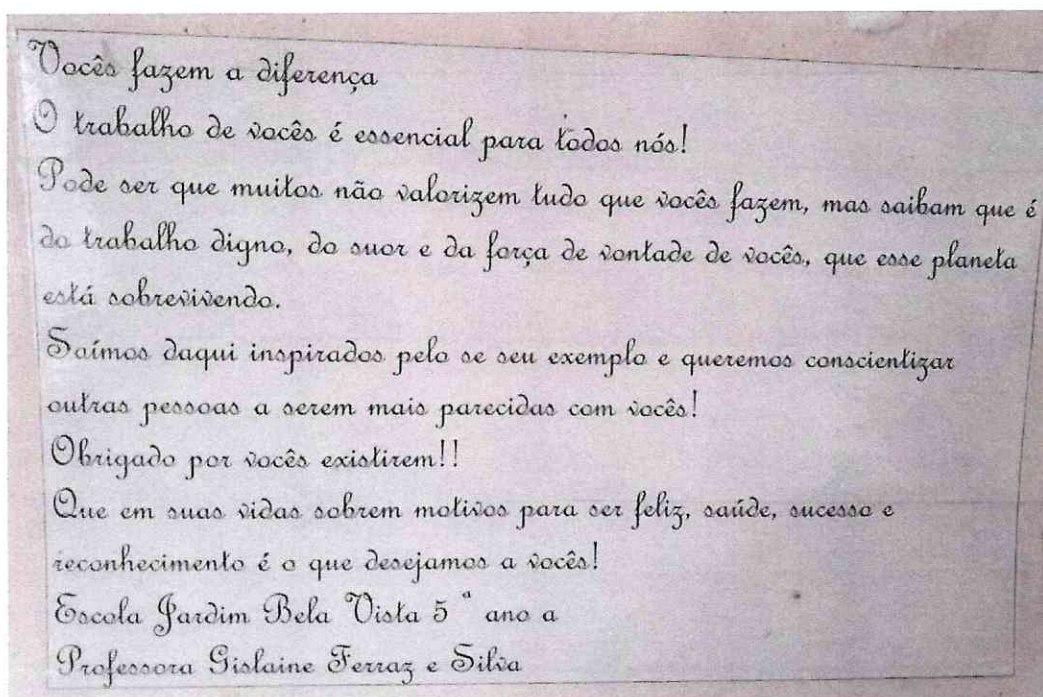 Vocês fazem a diferença
O trabalho de vocês é essencial para todos nós!
Pode ser que muitos não valorizem tudo que vocês fazem, mas saibam que é
do trabalho digno, do suor e da força de vontade de vocês, que esse planeta
está sobrevivendo.
Saímos daqui inspirados pelo se seu exemplo e queremos conscientizar
outras pessoas a serem mais parecidas com vocês!
Obrigado por vocês existirem!!
Que em suas vidas sobrem motivos para ser feliz, saúde, sucesso e
reconhecimento é o que desejamos a vocês!
Escola Jardim Bela Vista 5 ª ano a
Professora Gislaine Ferraz e Silva